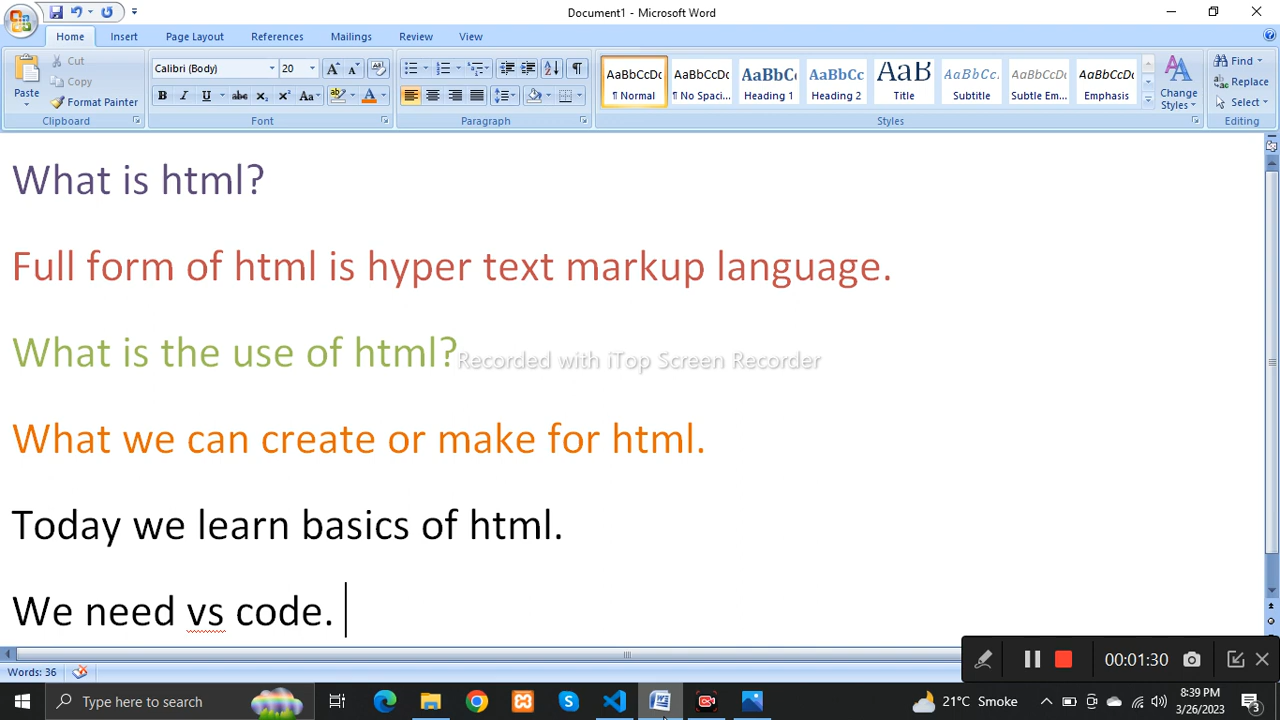 Document1 - Microsoft Word
Home Insert Page Layout References Mailings Review View
Paste Cut Copy Format Painter
Calibri (Body) 20
AaBbCcDc AaBbCcDc AaBbC AaBbCc AaB AaBbCc. AaBbCcDc AaBbCcDc
¶ Normal ¶ No Spaci... Heading 1 Heading 2 Title Subtitle Subtle Em... Emphasis
Change Styles
Find Replace Select
Clipboard Font Paragraph Styles Editing
What is html?
Full form of html is hyper text markup language.
What is the use of html?
Recorded with iTop Screen Recorder
What we can create or make for html.
Today we learn basics of html.
We need vs code.
Words: 36
00:01:30
Type here to search
21°C Smoke
8:39 PM
3/26/2023
3